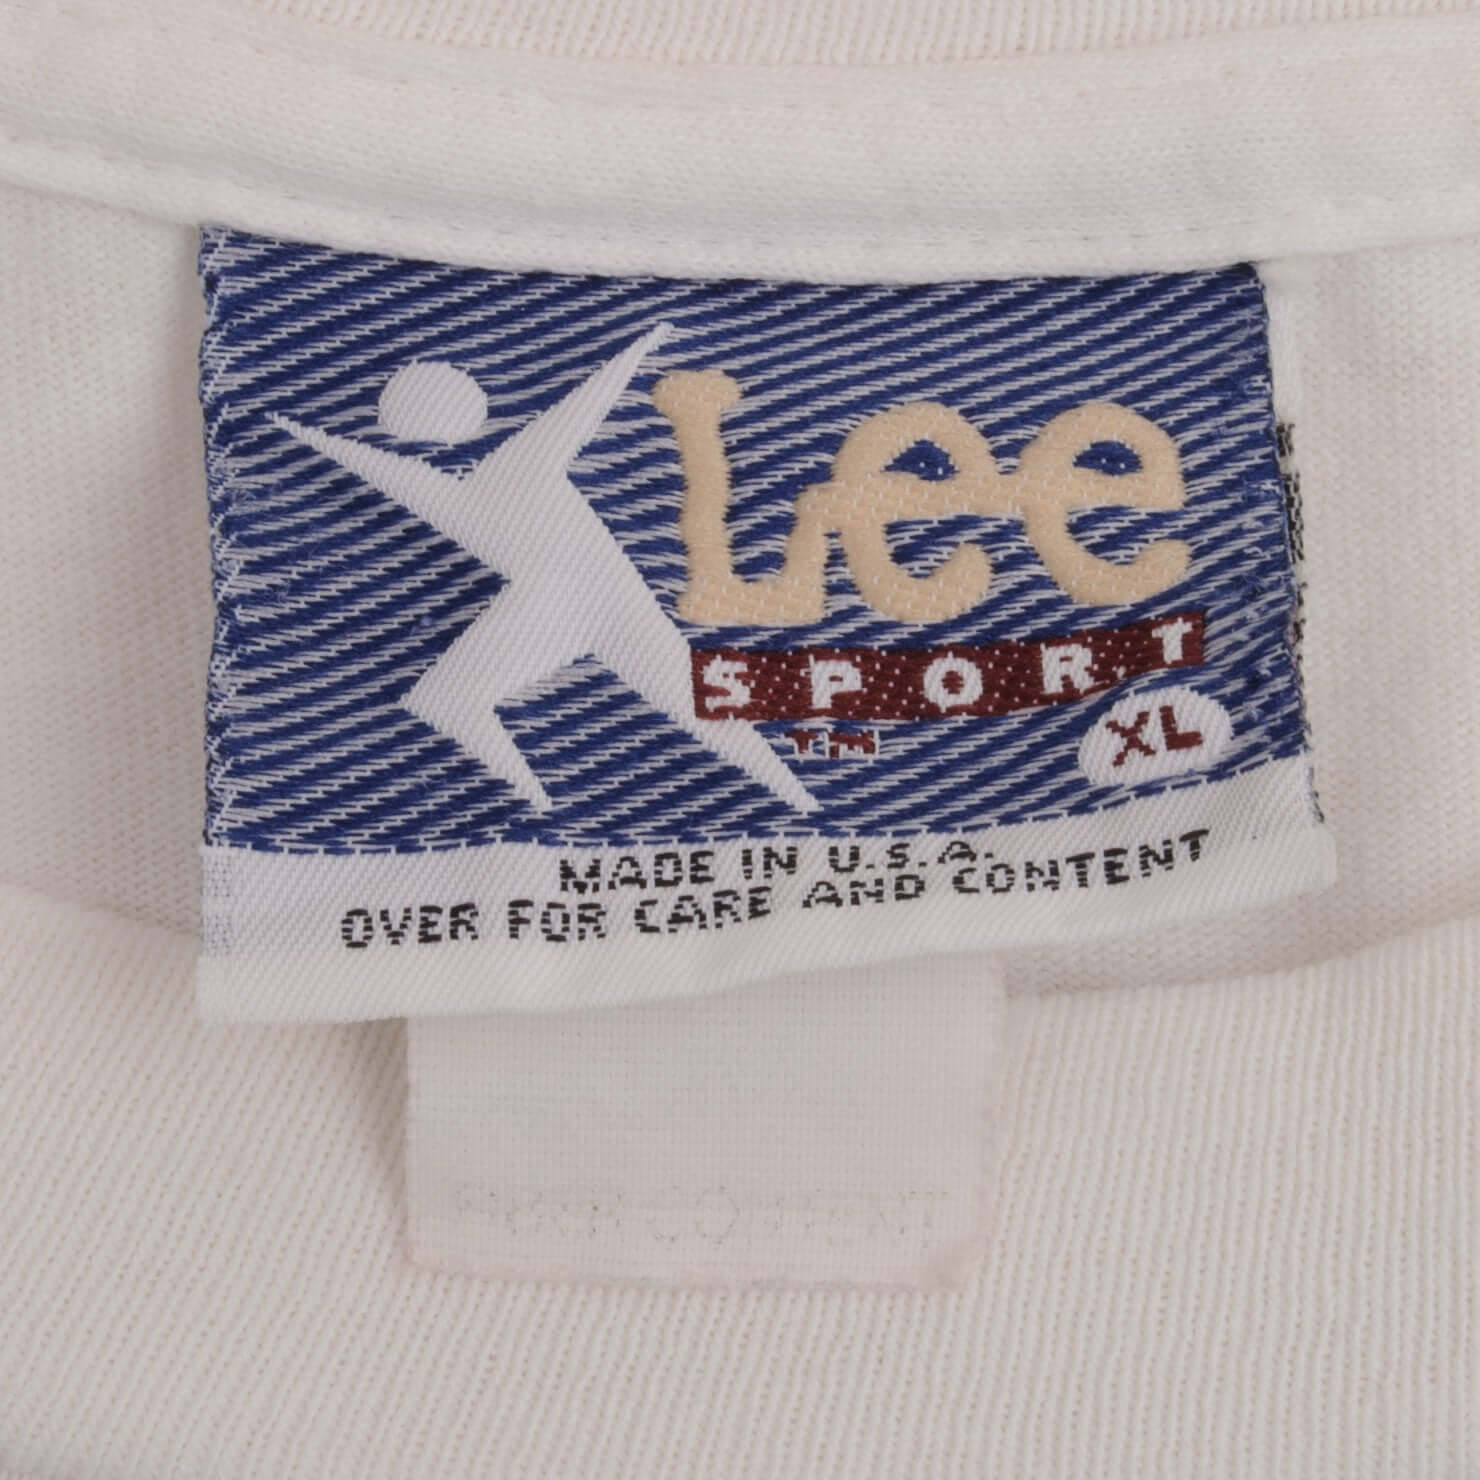 Lee
SPORT
TM
XL
MADE IN U.S.A.
OVER FOR CARE AND CONTENT